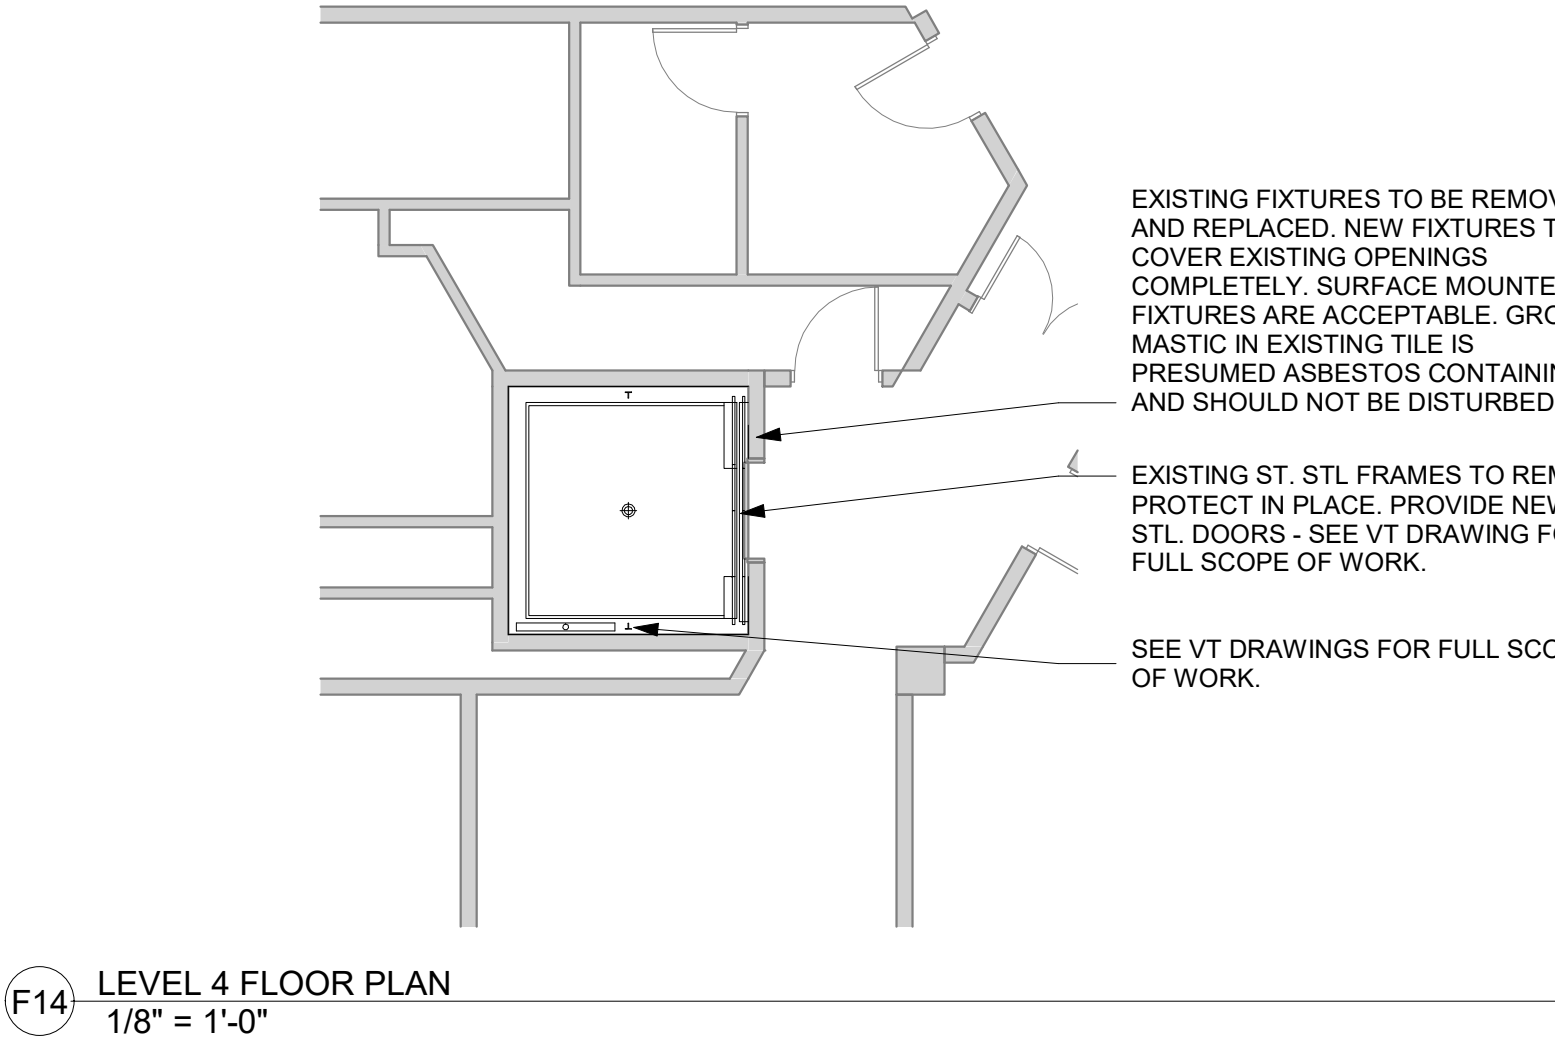 EXISTING FIXTURES TO BE REMOV
AND REPLACED. NEW FIXTURES T
COVER EXISTING OPENINGS
COMPLETELY. SURFACE MOUNTE
FIXTURES ARE ACCEPTABLE. GRO
MASTIC IN EXISTING TILE IS
PRESUMED ASBESTOS CONTAININ
AND SHOULD NOT BE DISTURBED
EXISTING ST. STL FRAMES TO REM
PROTECT IN PLACE. PROVIDE NEW
STL. DOORS - SEE VT DRAWING FO
FULL SCOPE OF WORK.
SEE VT DRAWINGS FOR FULL SCO
OF WORK.
F14
LEVEL 4 FLOOR PLAN
1/8" = 1'-0"